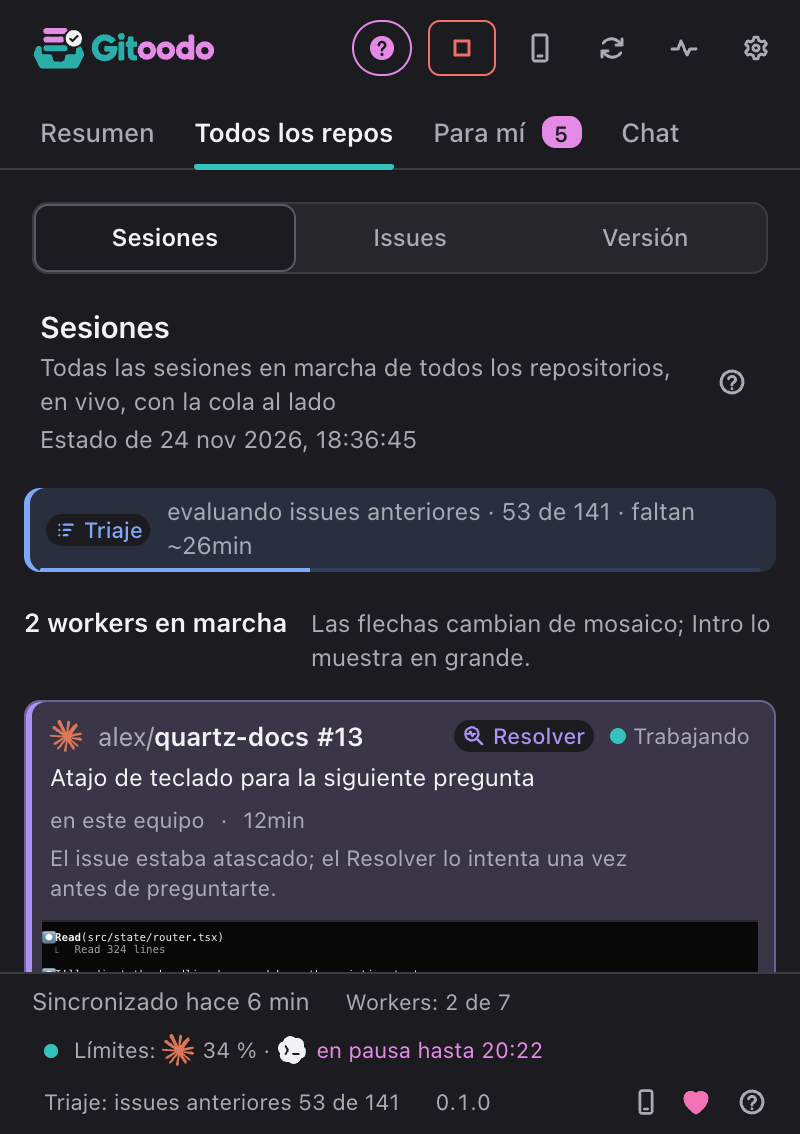 Gitoodo
Resumen
Todos los repos
Para mí 5
Chat
Sesiones
Issues
Versión
Sesiones
Todas las sesiones en marcha de todos los repositorios,
en vivo, con la cola al lado
Estado de 24 nov 2026, 18:36:45
Triaje
evaluando issues anteriores · 53 de 141 · faltan
~26min
2 workers en marcha
Las flechas cambian de mosaico; Intro lo
muestra en grande.
alex/quartz-docs #13
Resolver
Trabajando
Atajo de teclado para la siguiente pregunta
en este equipo · 12min
El issue estaba atascado; el Resolver lo intenta una vez
antes de preguntarte.
Read(src/state/router.tsx)
Read 324 lines
Sincronizado hace 6 min
Workers: 2 de 7
Límites: 34 % · en pausa hasta 20:22
Triaje: issues anteriores 53 de 141
0.1.0